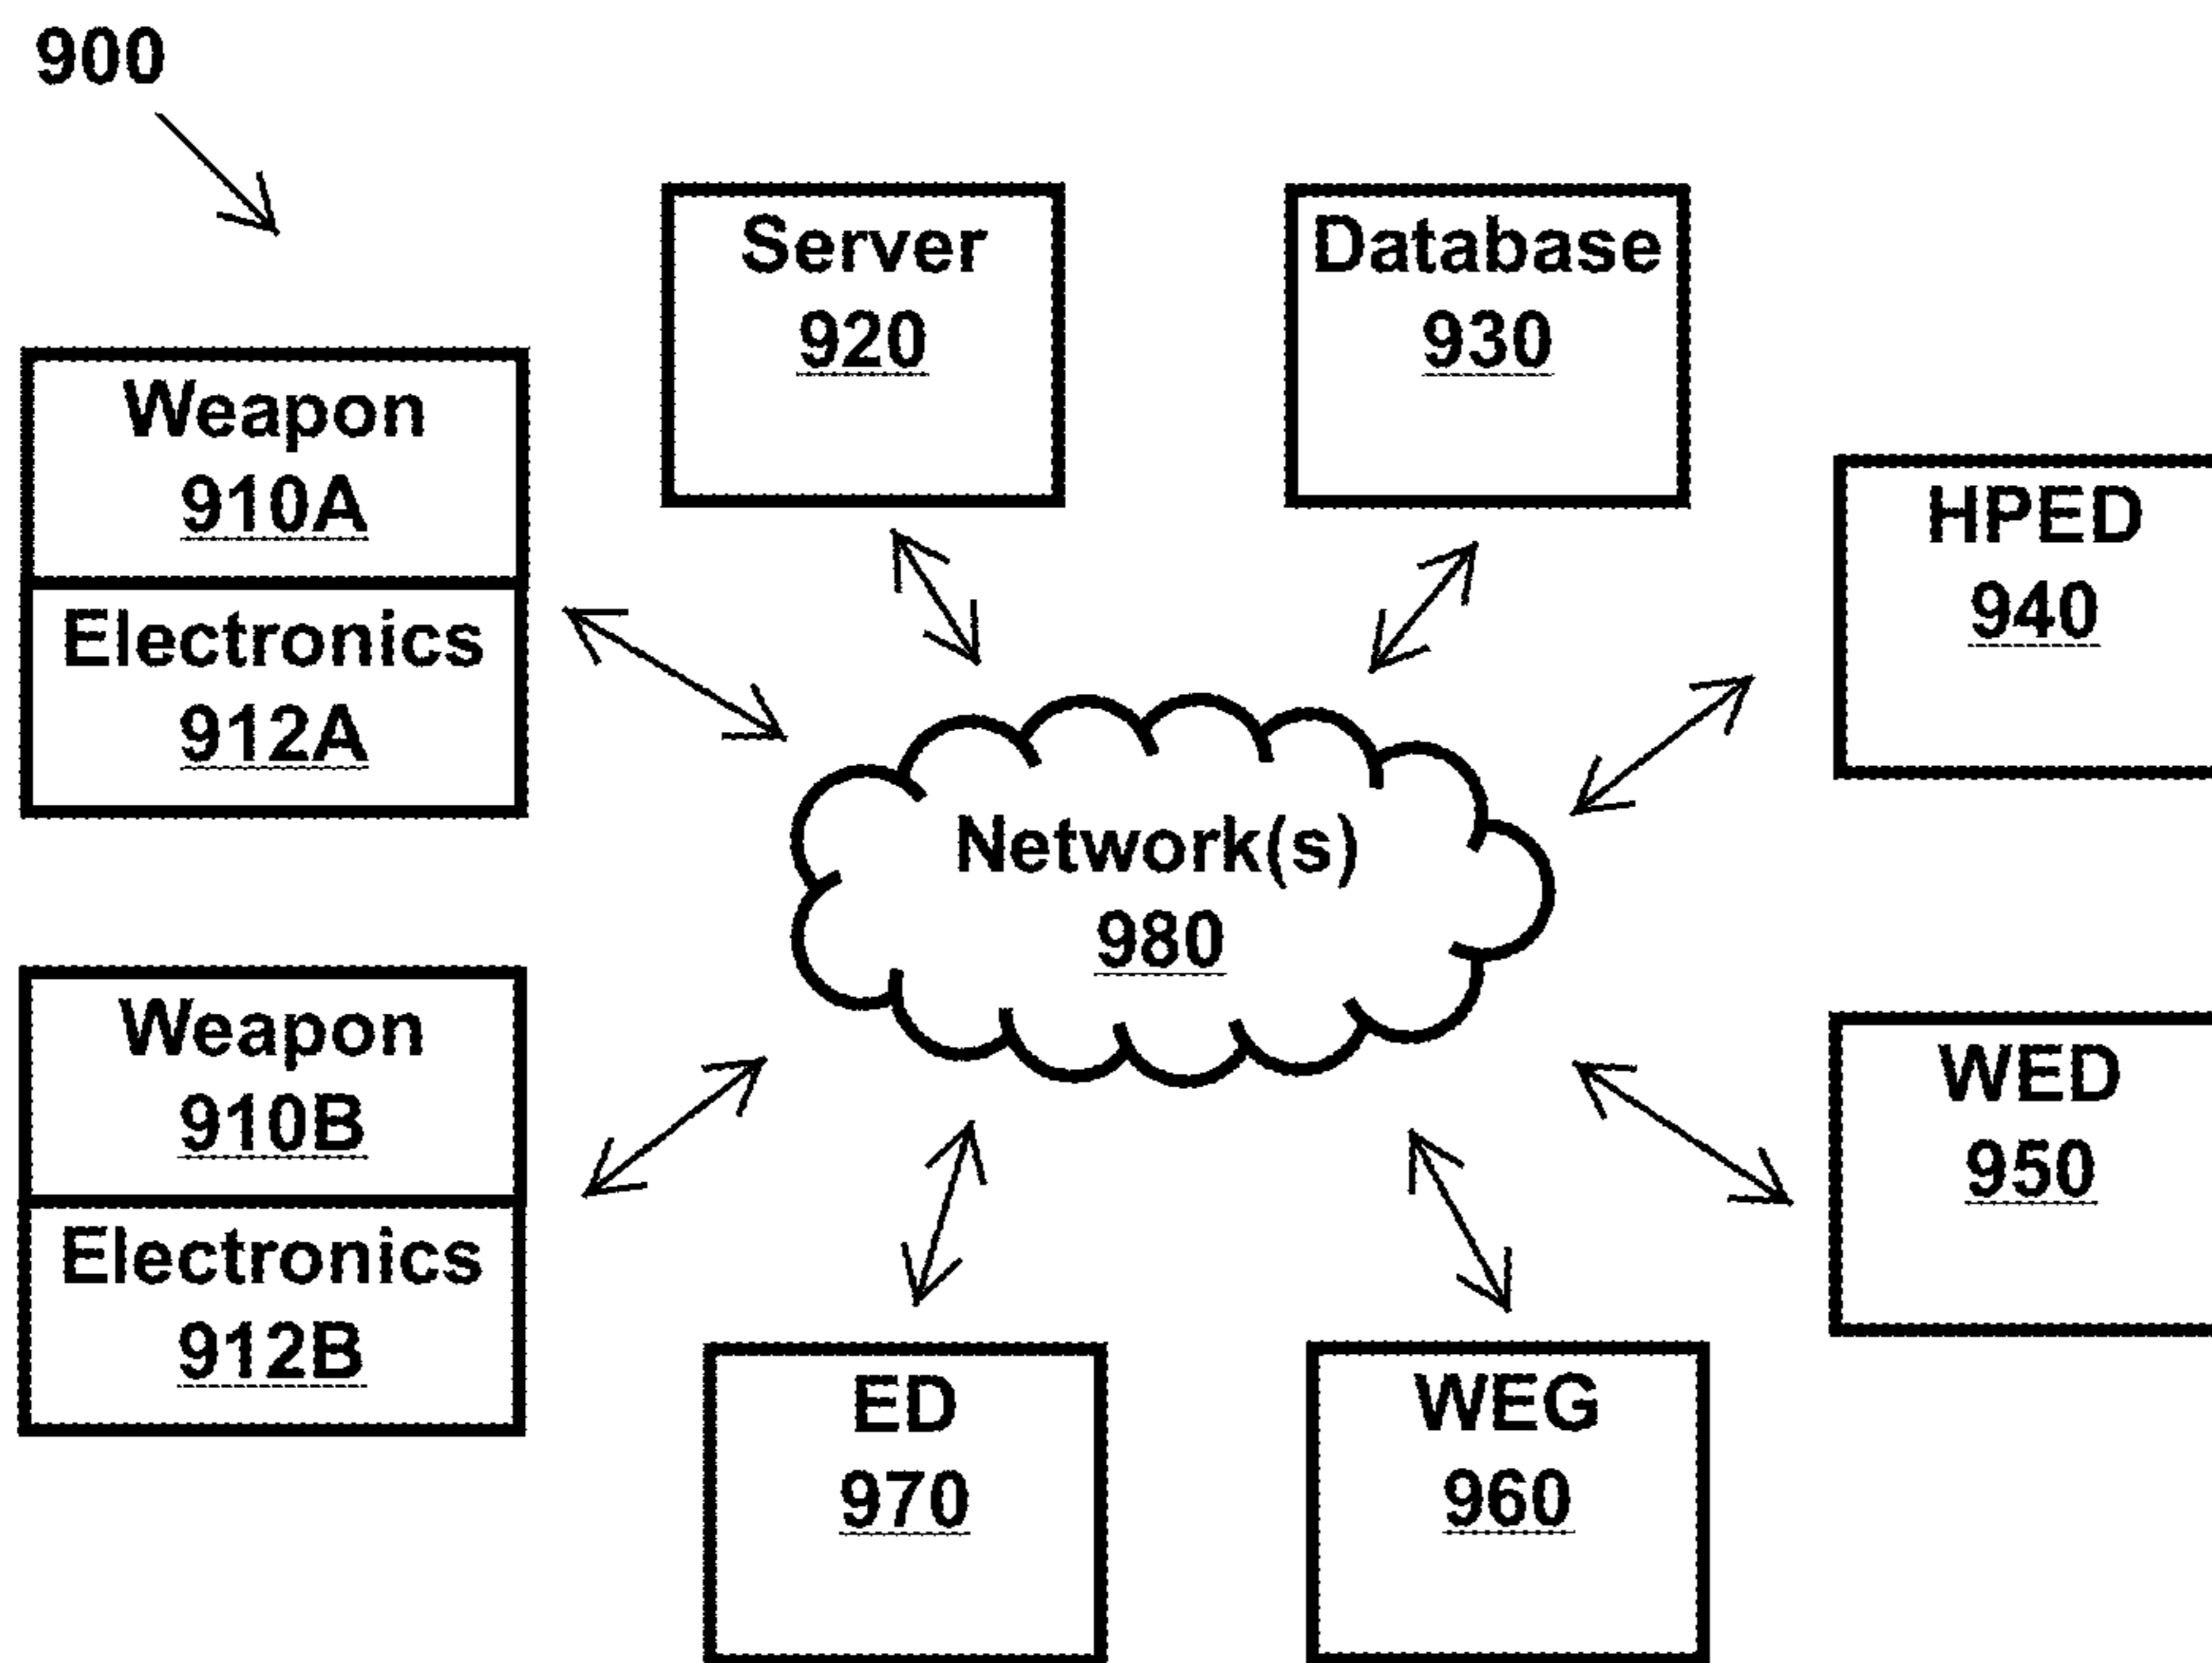 900
Server
920
Database
930
Weapon
910A
Electronics
912A
HPED
940
Network(s)
980
Weapon
910B
Electronics
912B
WED
950
ED
970
WEG
960